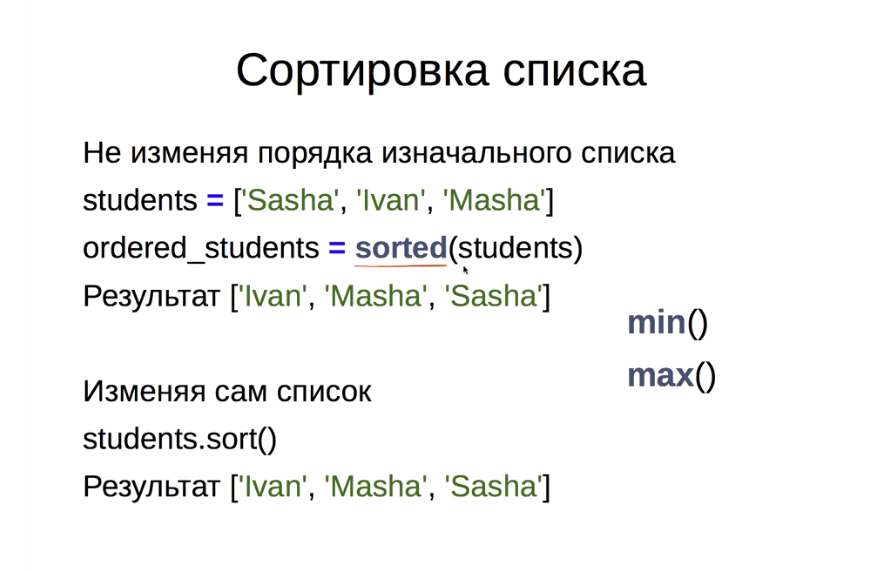 Сортировка списка
Не изменяя порядка изначального списка
students = ['Sasha', 'Ivan', 'Masha']
ordered_students = sorted(students)
Результат ['Ivan', 'Masha', 'Sasha']
min()
max()
Изменяя сам список
students.sort()
Результат ['Ivan', 'Masha', 'Sasha']